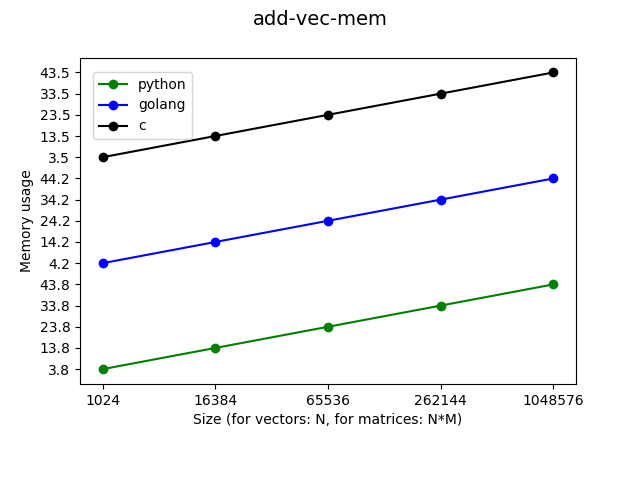 add-vec-mem
python
golang
c
43.5
33.5
23.5
13.5
3.5
44.2
34.2
24.2
14.2
4.2
43.8
33.8
23.8
13.8
3.8
Memory usage
1024 16384 65536 262144 1048576
Size (for vectors: N, for matrices: N*M)